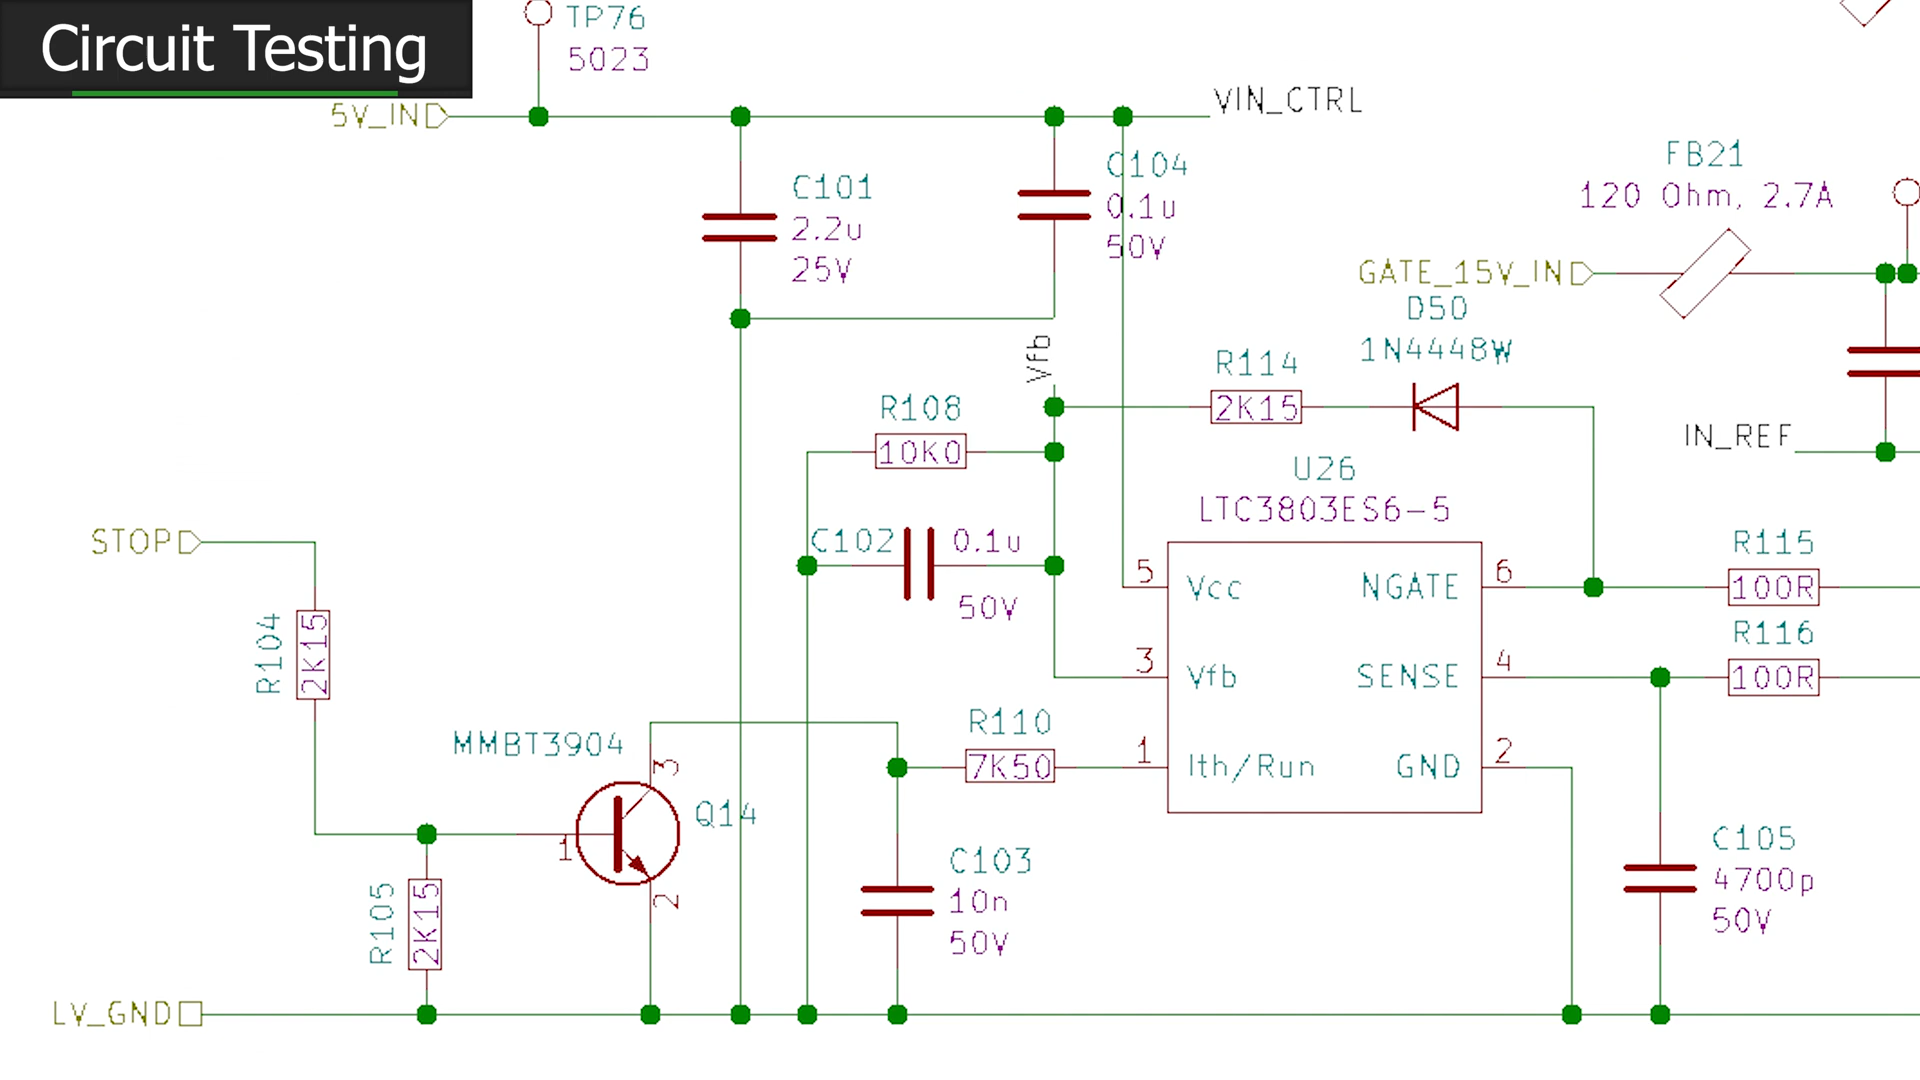 Circuit Testing
TP76
5023
5V_IN
VIN_CTRL
C101
2.2u
25V
C104
0.1u
50V
FB21
120 Ohm, 2.7A
GATE_15V_IN
D50
1N4448W
Vfb
R114
2K15
R108
10K0
IN_REF
U26
LTC3803ES6-5
STOP
C102
0.1u
50V
R104
2K15
5
Vcc
NGATE
6
R115
100R
R116
100R
3
Vfb
SENSE
4
MMBT3904
R110
7K50
1
Ith/Run
GND
2
3
Q14
1
2
C103
10n
50V
C105
4700p
50V
R105
2K15
LV_GND